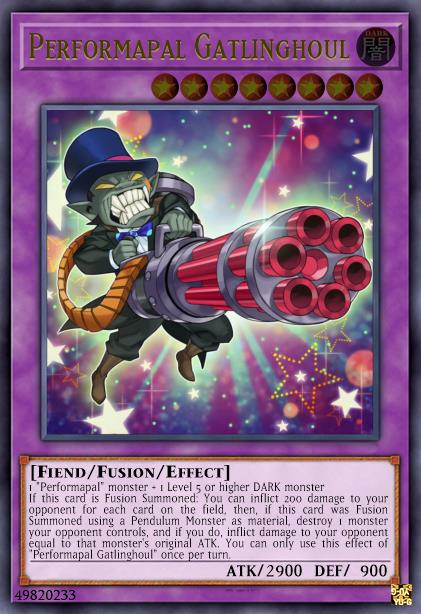 PERFORMAPAL GATLINGHOUL
DARK
闇
[FIEND/FUSION/EFFECT]
1 "Performapal" monster + 1 Level 5 or higher DARK monster
If this card is Fusion Summoned: You can inflict 200 damage to your
opponent for each card on the field, then, if this card was Fusion
Summoned using a Pendulum Monster as material, destroy 1 monster
your opponent controls, and if you do, inflict damage to your opponent
equal to that monster's original ATK. You can only use this effect of
"Performapal Gatlinghoul" once per turn.
ATK/2900 DEF/ 900
49820233